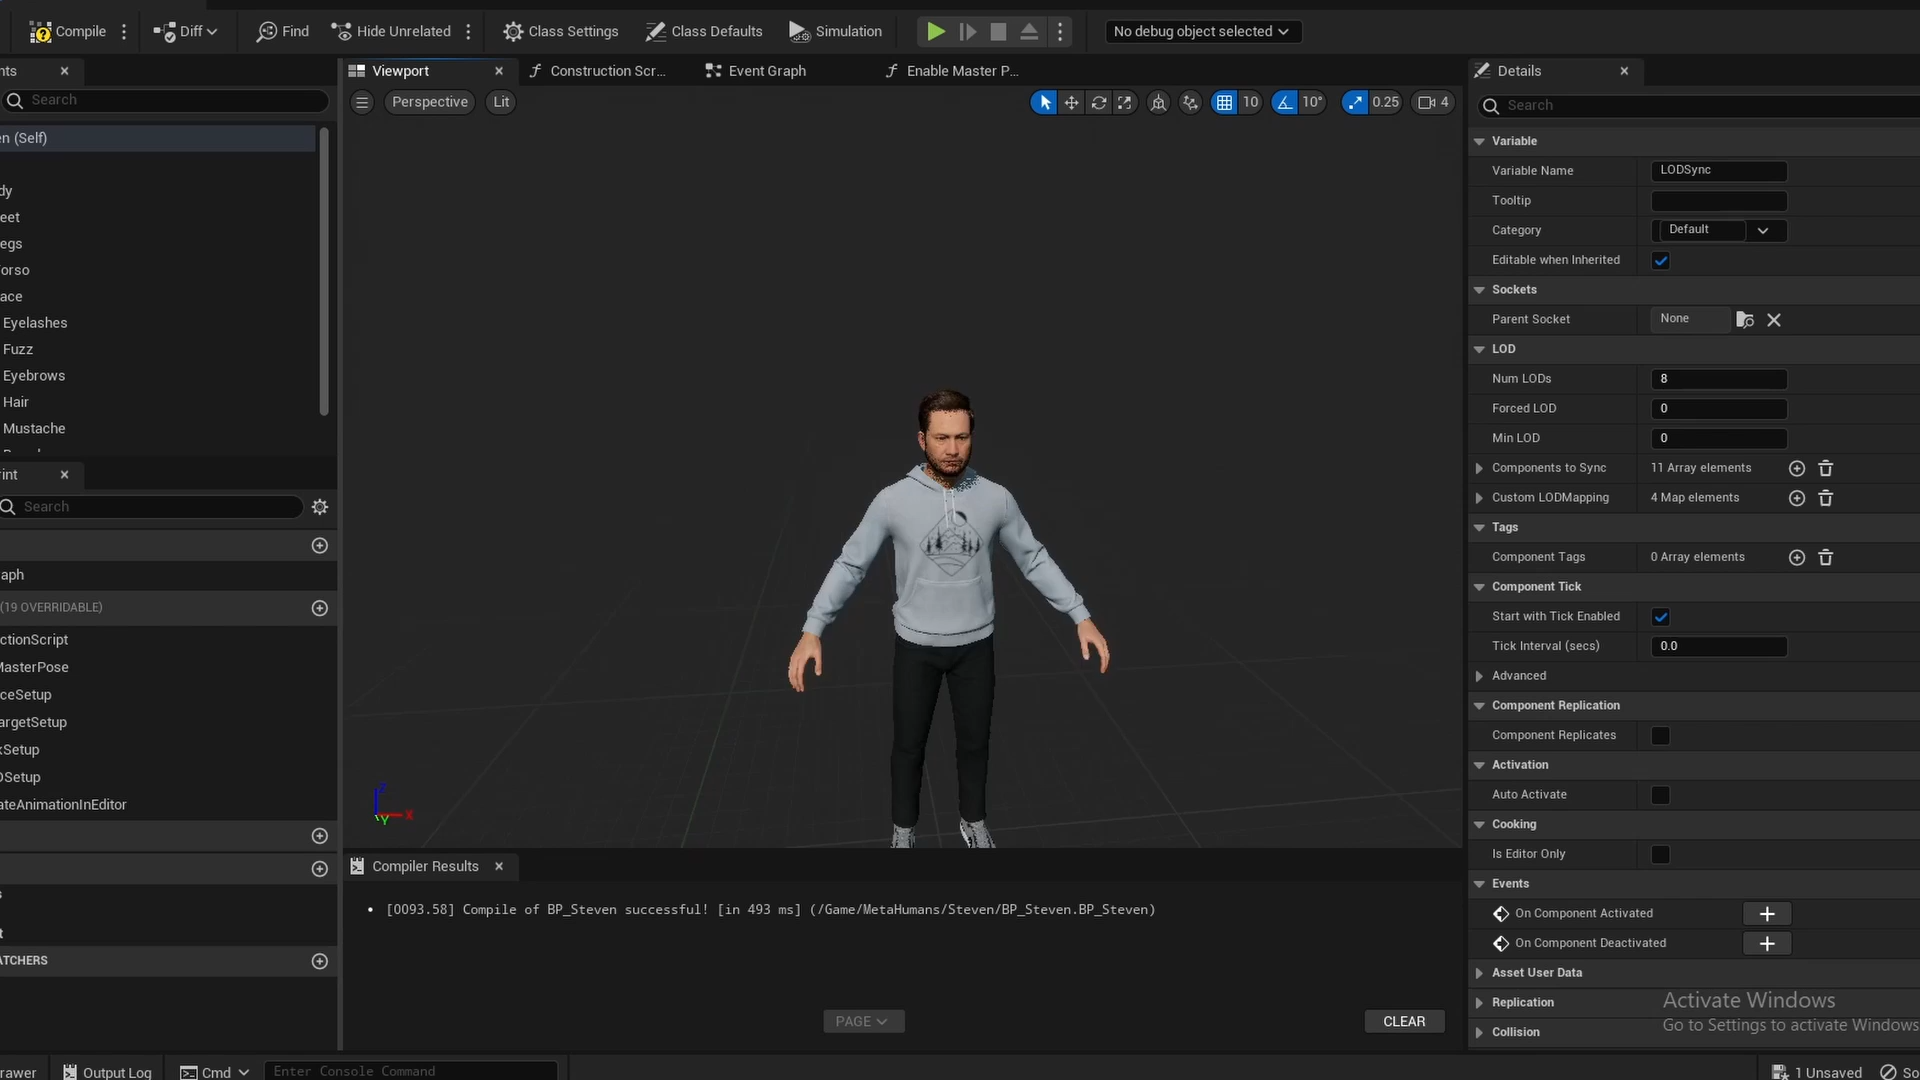 Compile
Diff
Find
Hide Unrelated
Class Settings
Class Defaults
Simulation
No debug object selected
nts
Viewport
Construction Scr...
Event Graph
Enable Master P...
Details
Search
Perspective
Lit
10
10°
0.25
4
Search
en (Self)
dy
eet
egs
orso
ace
Eyelashes
Fuzz
Eyebrows
Hair
Mustache
Variable
Variable Name
LODSync
Tooltip
Category
Default
Editable when Inherited
Sockets
Parent Socket
None
LOD
Num LODs
8
Forced LOD
0
Min LOD
0
Components to Sync
11 Array elements
Custom LODMapping
4 Map elements
Tags
Component Tags
0 Array elements
Component Tick
Start with Tick Enabled
Tick Interval (secs)
0.0
Advanced
Component Replication
Component Replicates
Activation
Auto Activate
Cooking
Is Editor Only
Events
On Component Activated
On Component Deactivated
Asset User Data
Replication
Collision
int
Search
raph
(19 OVERRIDABLE)
ctionScript
MasterPose
ceSetup
argetSetup
xSetup
DSetup
ateAnimationInEditor
s
t
ATCHERS
Z
X
Y
Compiler Results
[0093.58] Compile of BP_Steven successful! [in 493 ms] (/Game/MetaHumans/Steven/BP_Steven.BP_Steven)
PAGE
CLEAR
Activate Windows
Go to Settings to activate Windows
rawer
Output Log
Cmd
Enter Console Command
1 Unsaved
So